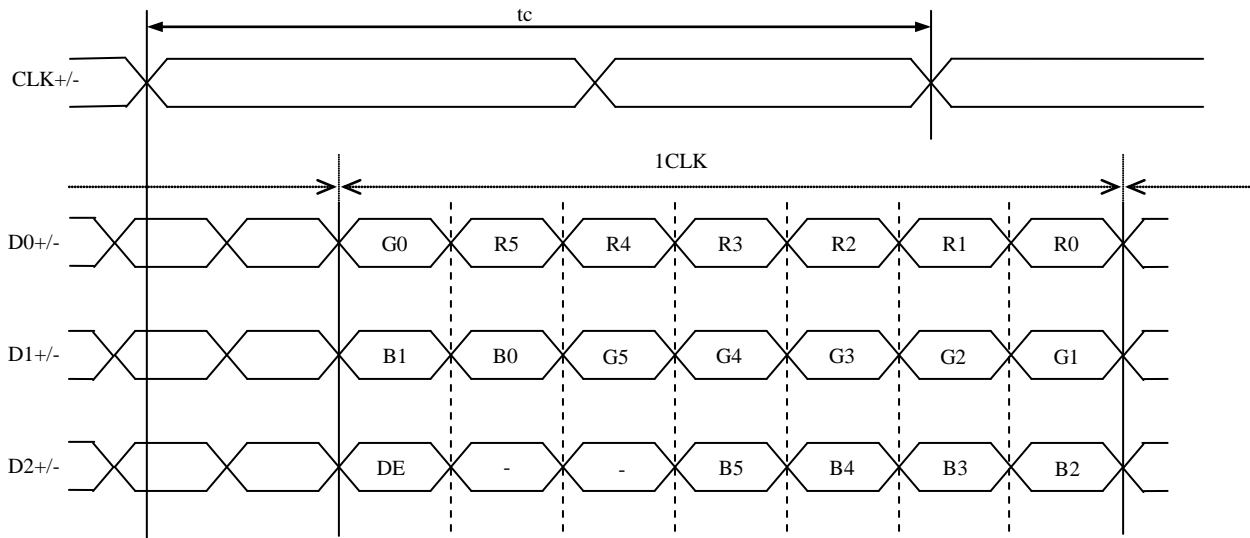 tc
CLK+/-
1CLK
D0+/- G0 R5 R4 R3 R2 R1 R0
D1+/- B1 B0 G5 G4 G3 G2 G1
D2+/- DE - - B5 B4 B3 B2